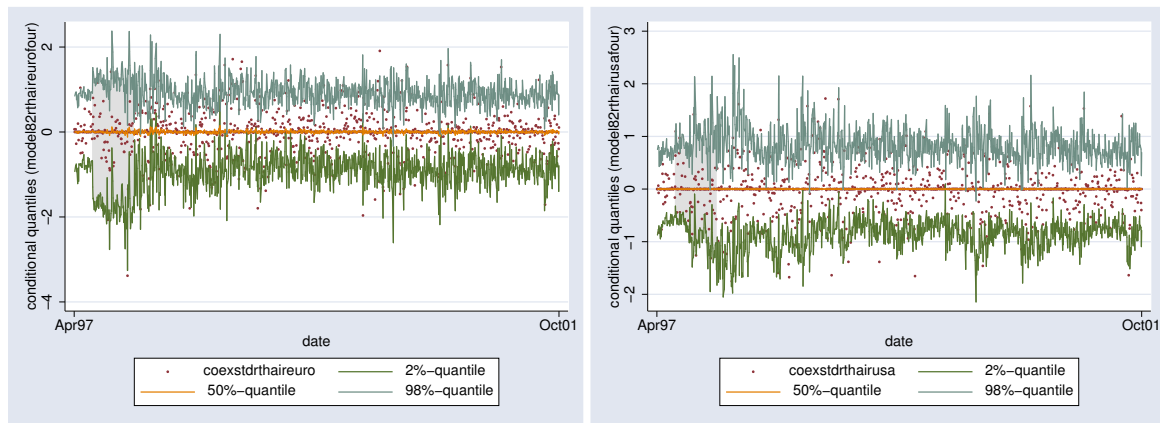 conditional quantiles (model82rthaireurofour)
2
0
−2
−4
Apr97
Oct01
date
coexstdrthaireuro
2%−quantile
50%−quantile
98%−quantile
conditional quantiles (model82rthairusafour)
3
2
1
0
−1
−2
Apr97
Oct01
date
coexstdrthairusa
2%−quantile
50%−quantile
98%−quantile